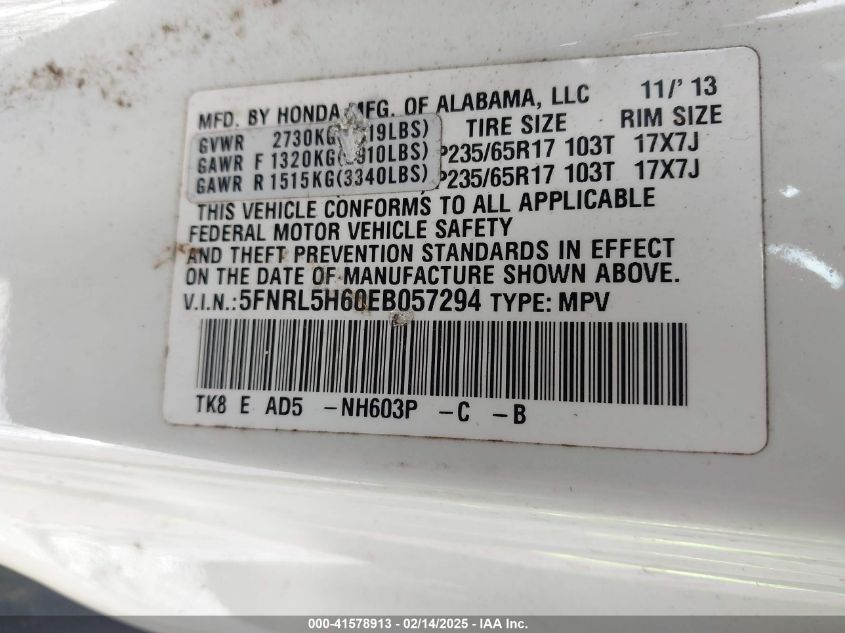 MFD. BY HONDA MFG. OF ALABAMA, LLC 11/' 13
TIRE SIZE RIM SIZE
GVWR 2730KG
GAWR F 1320KG P235/65R17 103T 17X7J
GAWR R 1515KG(3340LBS) P235/65R17 103T 17X7J
THIS VEHICLE CONFORMS TO ALL APPLICABLE
FEDERAL MOTOR VEHICLE SAFETY
AND THEFT PREVENTION STANDARDS IN EFFECT
ON THE DATE OF MANUFACTURE SHOWN ABOVE.
V.I.N.:5FNRL5H60EB057294 TYPE: MPV
TK8 E AD5 -NH603P -C -B
000-41578913 - 02/14/2025 - IAA Inc.